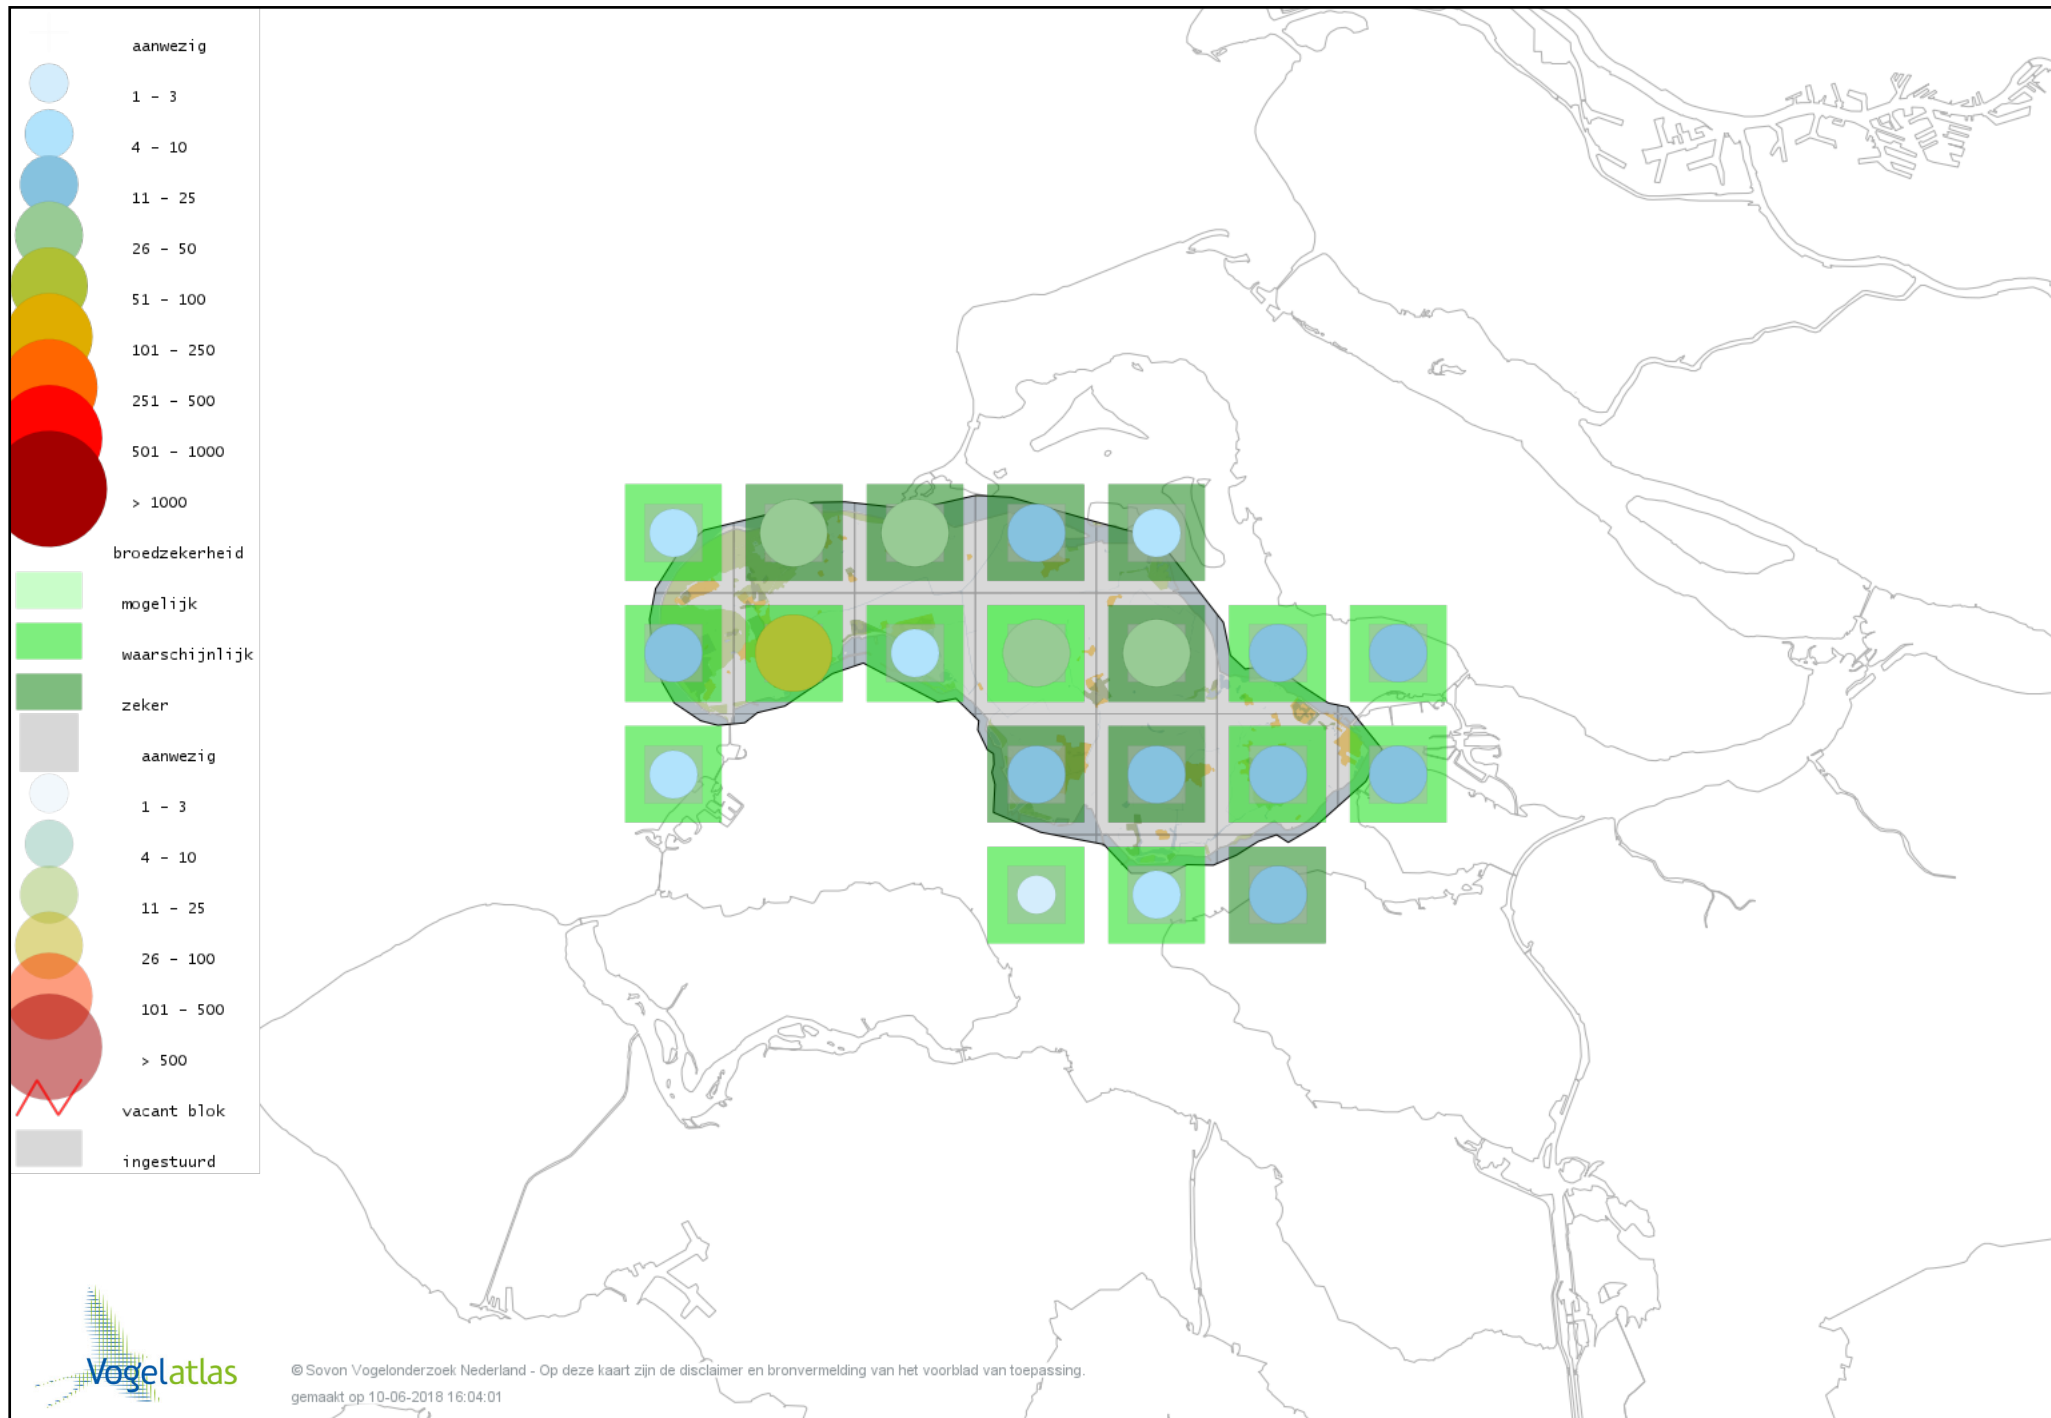 aanwezig
1 - 3
4 - 10
11 - 25
26 - 50
51 - 100
101 - 250
251 - 500
501 - 1000
> 1000
broedzekerheid
mogelijk
waarschijnlijk
zeker
aanwezig
1 - 3
4 - 10
11 - 25
26 - 100
101 - 500
> 500
vacant blok
ingestuurd
Vogelatlas
© Sovon Vogelonderzoek Nederland - Op deze kaart zijn de disclaimer en bronvermelding van het voorblad van toepassing.
gemaakt op 10-06-2018 16:04:01